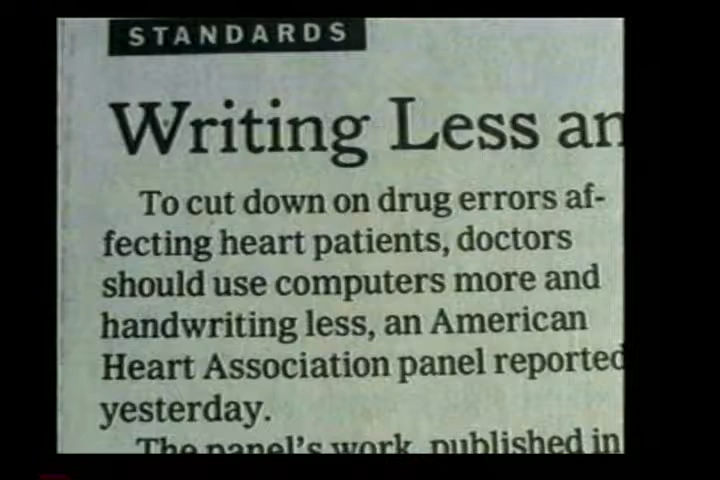 STANDARDS
Writing Less an
To cut down on drug errors af-
fecting heart patients, doctors
should use computers more and
handwriting less, an American
Heart Association panel reported
yesterday.
The panel's work, published in